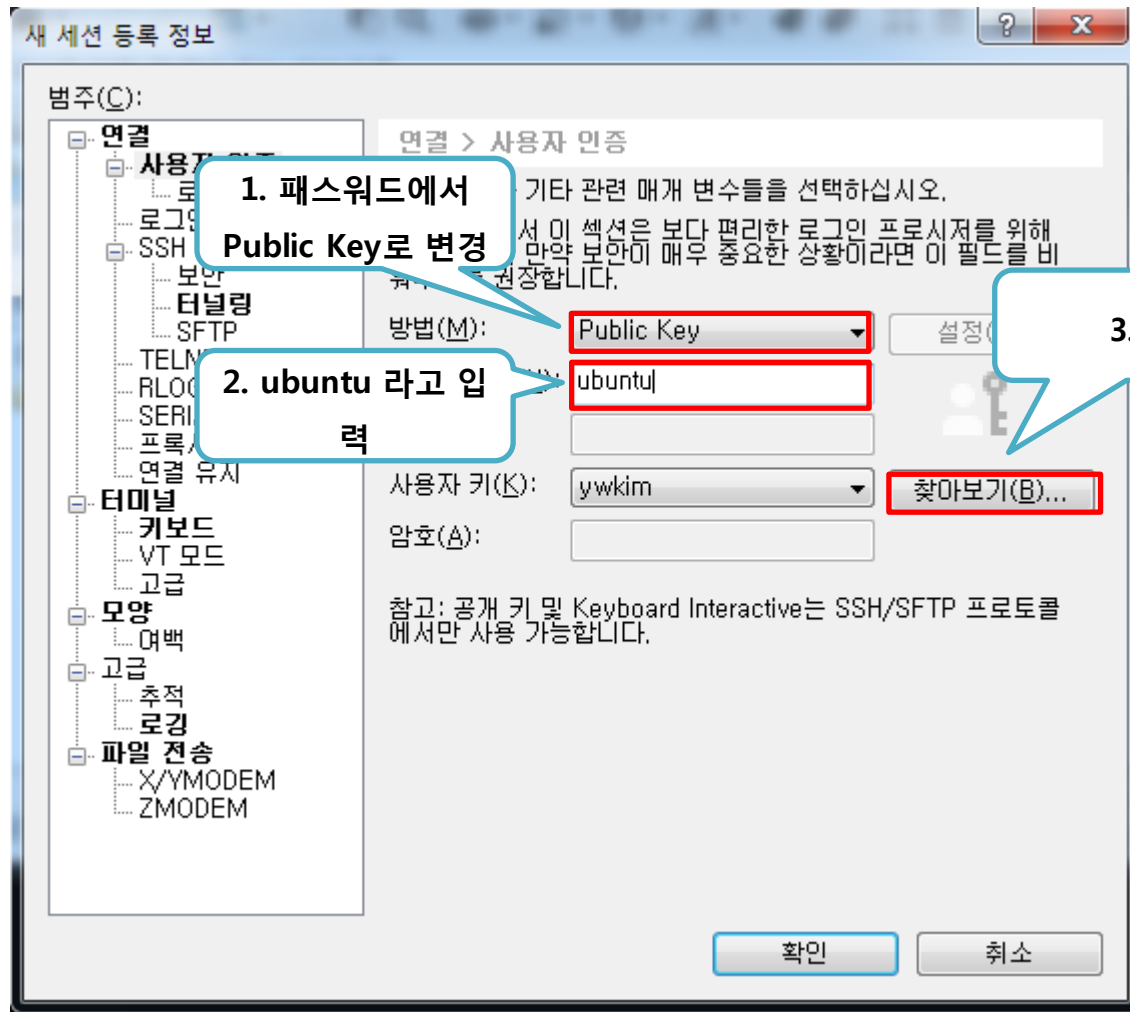 새 세션 등록 정보
범주(C):
연결
사용자
로그인
SSH
보안
터널링
SFTP
프록시
연결 유지
터미널
키보드
VT 모드
고급
모양
여백
고급
추적
로깅
파일 전송
X/YMODEM
ZMODEM
연결 > 사용자 인증
기타 관련 매개 변수들을 선택하십시오.
이 섹션은 보다 편리한 로그인 프로시저를 위해
만약 보안이 매우 중요한 상황이라면 이 필드를 비
권장합니다.
1. 패스워드에서
Public Key로 변경
방법(M):
Public Key
설정
3.
2. ubuntu 라고 입
력
ubuntu
사용자 키(K):
ywkim
찾아보기(B)...
암호(A):
참고: 공개 키 및 Keyboard Interactive는 SSH/SFTP 프로토콜
에서만 사용 가능합니다.
확인
취소